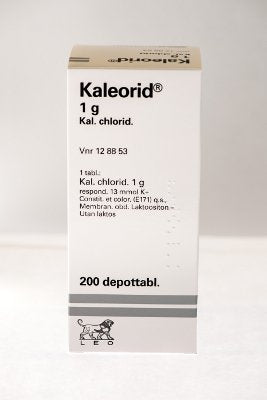 Kaleorid®
1 g
Kal. chlorid.
Vnr 12 88 53
1 tabl.:
Kal. chlorid. 1 g
respond. 13 mmol K–
Constit. et color. (E171) q.s.,
Membran. obd. Laktoositon –
Utan laktos
200 depottabl.
LEO